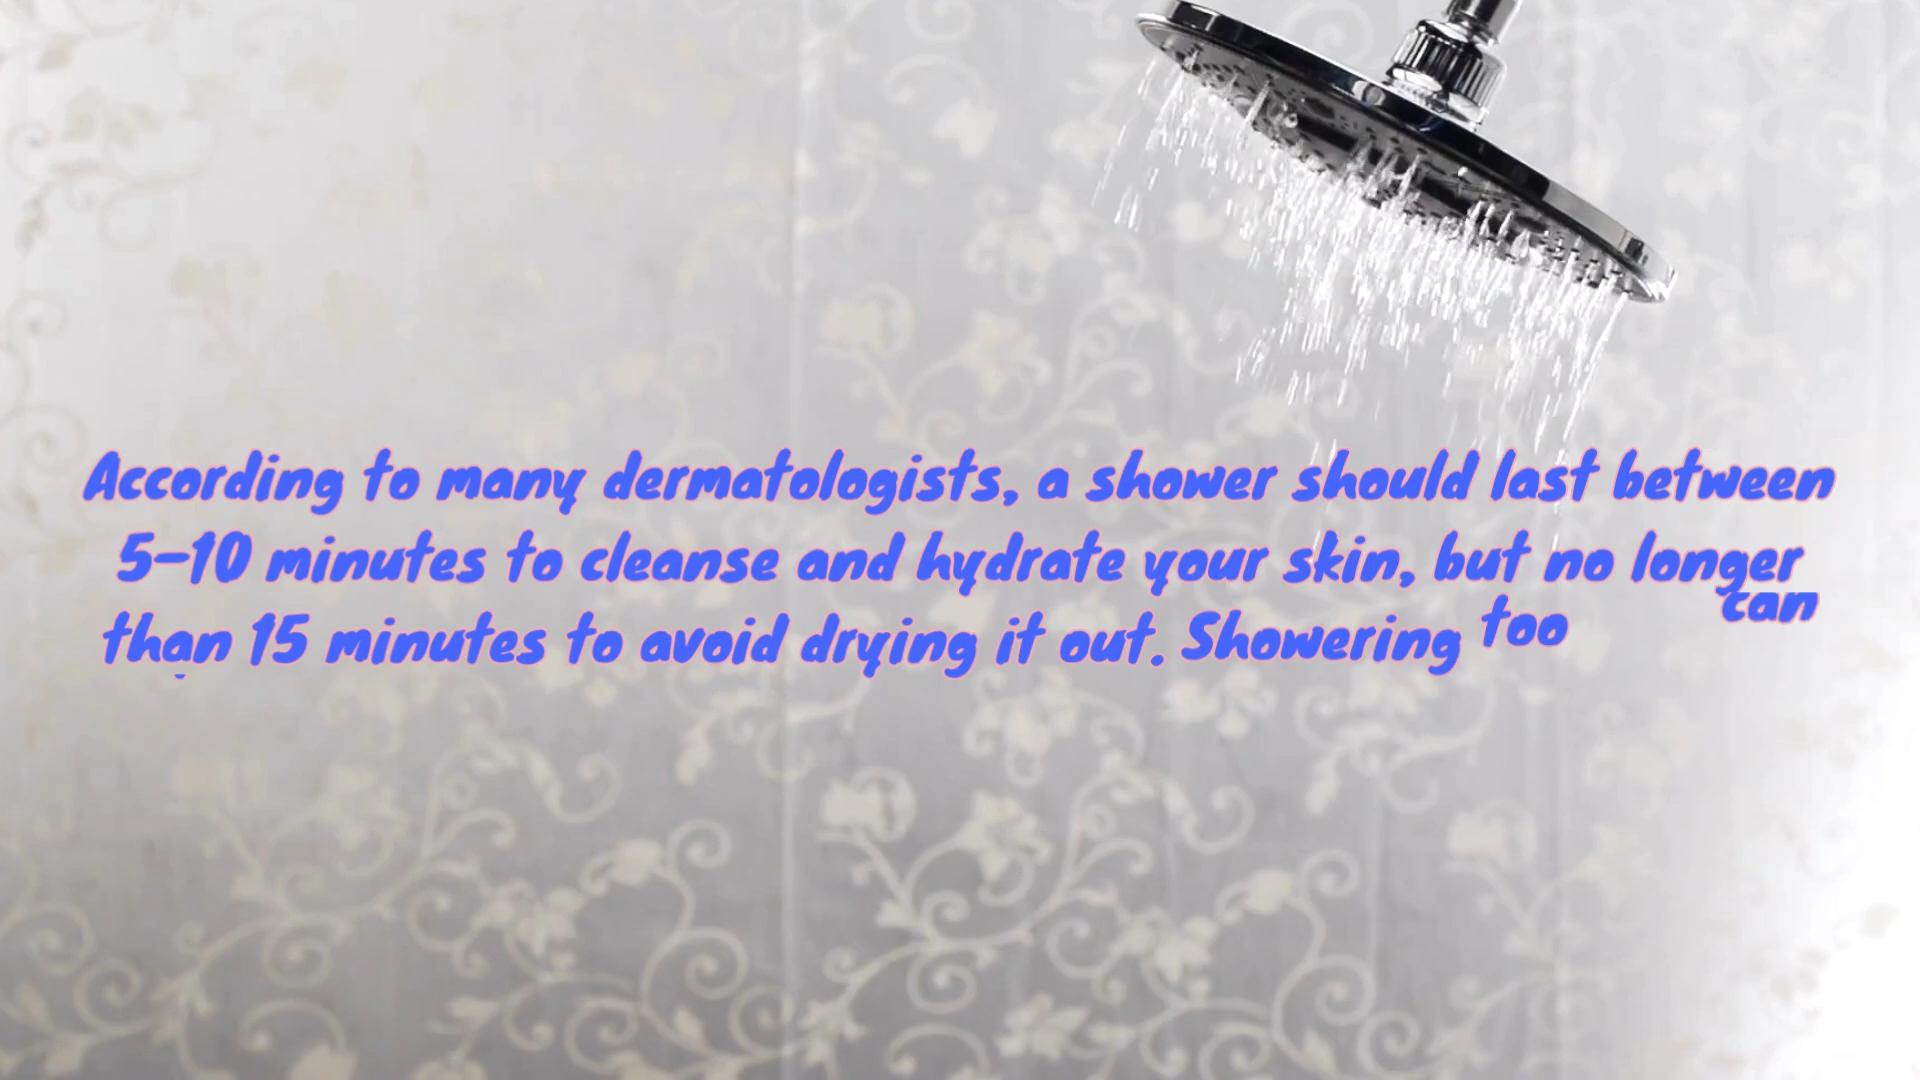 According to many dermatologists, a shower should last between
5-10 minutes to cleanse and hydrate your skin, but no longer
than 15 minutes to avoid drying it out. Showering too can